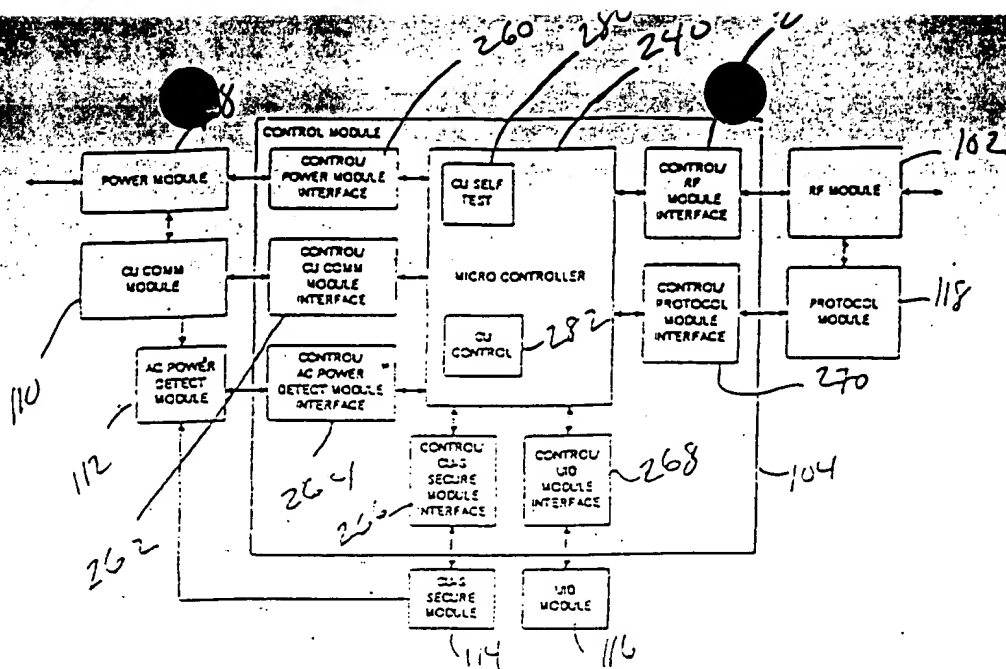 260
240
CONTROL MODULE
POWER MODULE
CONTROL/
POWER MODULE
INTERFACE
CU SELF
TEST
CONTROL/
RF
MODULE
INTERFACE
RF MODULE
102
CU COMM
MODULE
CONTROL/
CU COMM
MODULE
INTERFACE
MICRO CONTROLLER
CONTROL/
PROTOCOL
MODULE
INTERFACE
PROTOCOL
MODULE
118
CU
CONTROL
282
270
110
AC POWER
DETECT
MODULE
CONTROL/
AC POWER
DETECT MODULE
INTERFACE
112
264
262
CONTROL/
SECURE
MODULE
INTERFACE
CONTROL/
UIO
MODULE
INTERFACE
268
104
SECURE
MODULE
UIO
MODULE
114
116